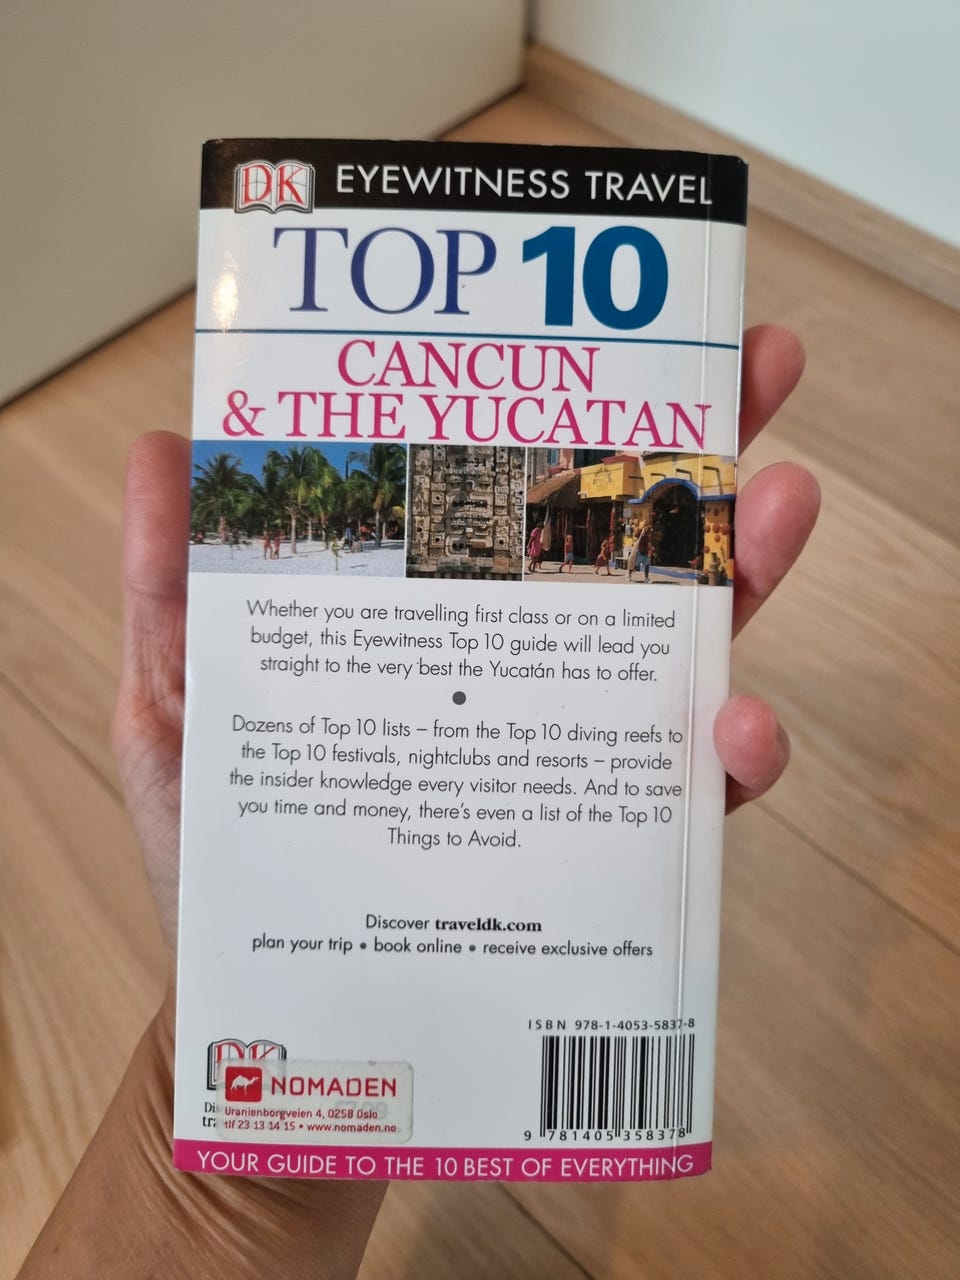 DK EYEWITNESS TRAVEL
TOP 10
CANCUN
& THE YUCATAN
Whether you are travelling first class or on a limited
budget, this Eyewitness Top 10 guide will lead you
straight to the very best the Yucatán has to offer.
Dozens of Top 10 lists – from the Top 10 diving reefs to
the Top 10 festivals, nightclubs and resorts – provide
the insider knowledge every visitor needs. And to save
you time and money, there's even a list of the Top 10
Things to Avoid.
Discover traveldk.com
plan your trip • book online • receive exclusive offers
ISBN 978-1-4053-5837-8
DK
NOMADEN
Uranienborgveien 4, 0258 Oslo
tlf 23 13 14 15 • www.nomaden.no
9 781405 358378
YOUR GUIDE TO THE 10 BEST OF EVERYTHING